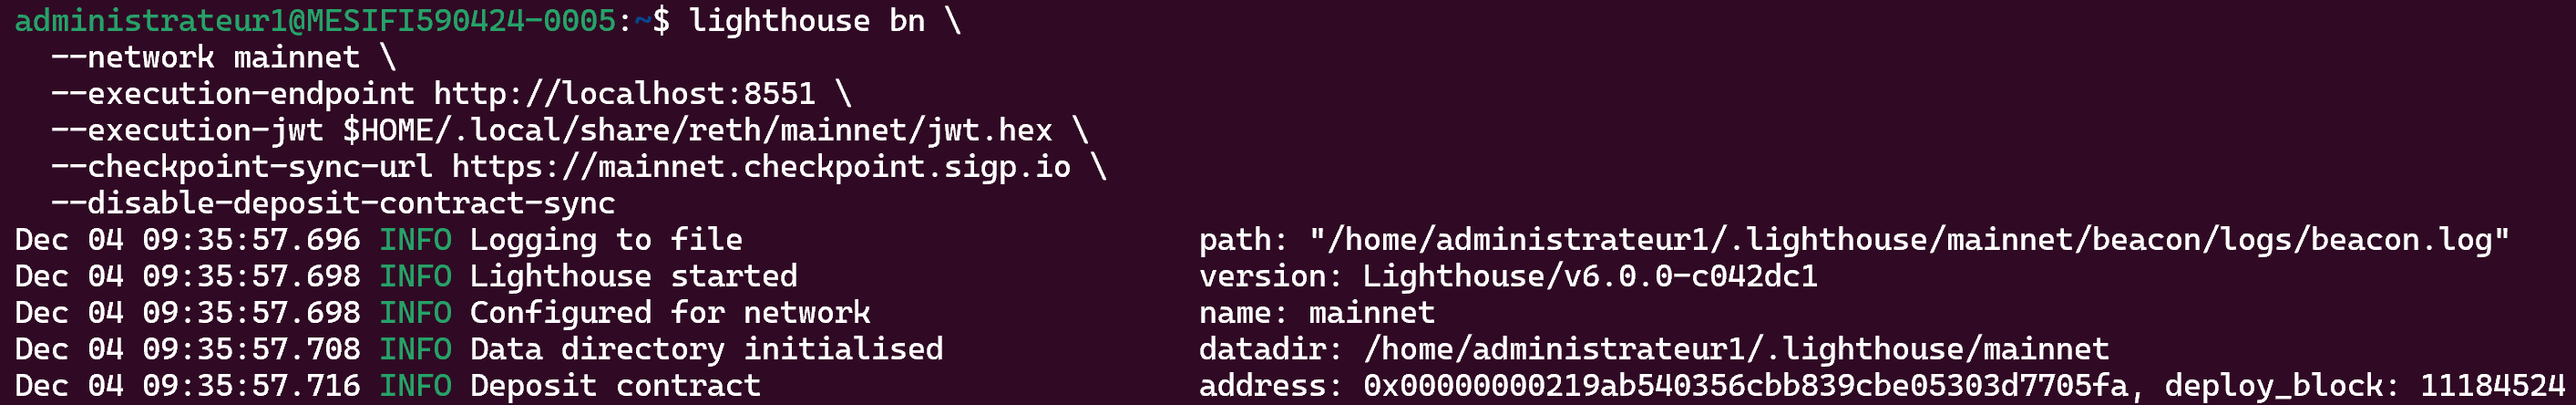 administrateur1@MESIFI590424-0005:~$ lighthouse bn \
  --network mainnet \
  --execution-endpoint http://localhost:8551 \
  --execution-jwt $HOME/.local/share/reth/mainnet/jwt.hex \
  --checkpoint-sync-url https://mainnet.checkpoint.sigp.io \
  --disable-deposit-contract-sync
Dec 04 09:35:57.696 INFO Logging to file                         path: "/home/administrateur1/.lighthouse/mainnet/beacon/logs/beacon.log"
Dec 04 09:35:57.698 INFO Lighthouse started                      version: Lighthouse/v6.0.0-c042dc1
Dec 04 09:35:57.698 INFO Configured for network                  name: mainnet
Dec 04 09:35:57.708 INFO Data directory initialised              datadir: /home/administrateur1/.lighthouse/mainnet
Dec 04 09:35:57.716 INFO Deposit contract                        address: 0x00000000219ab540356cbb839cbe05303d7705fa, deploy_block: 11184524